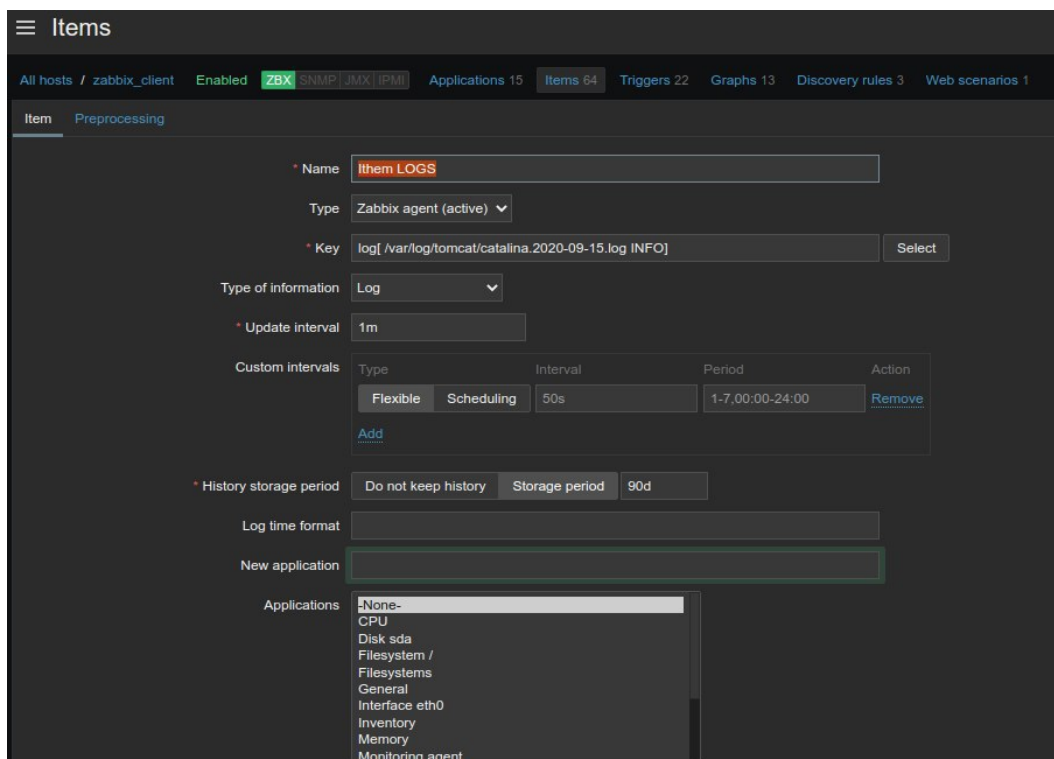 Items
All hosts / zabbix_client Enabled ZBX SNMP JMX IPMI Applications 15 Items 64 Triggers 22 Graphs 13 Discovery rules 3 Web scenarios 1
Item Preprocessing
* Name Ithem LOGS
Type Zabbix agent (active)
* Key log[ /var/log/tomcat/catalina.2020-09-15.log INFO] Select
Type of information Log
* Update interval 1m
Custom intervals Type Interval Period Action
Flexible Scheduling 50s 1-7,00:00-24:00 Remove
Add
* History storage period Do not keep history Storage period 90d
Log time format
New application
Applications -None-
CPU
Disk sda
Filesystem /
Filesystems
General
Interface eth0
Inventory
Memory
Monitoring agent